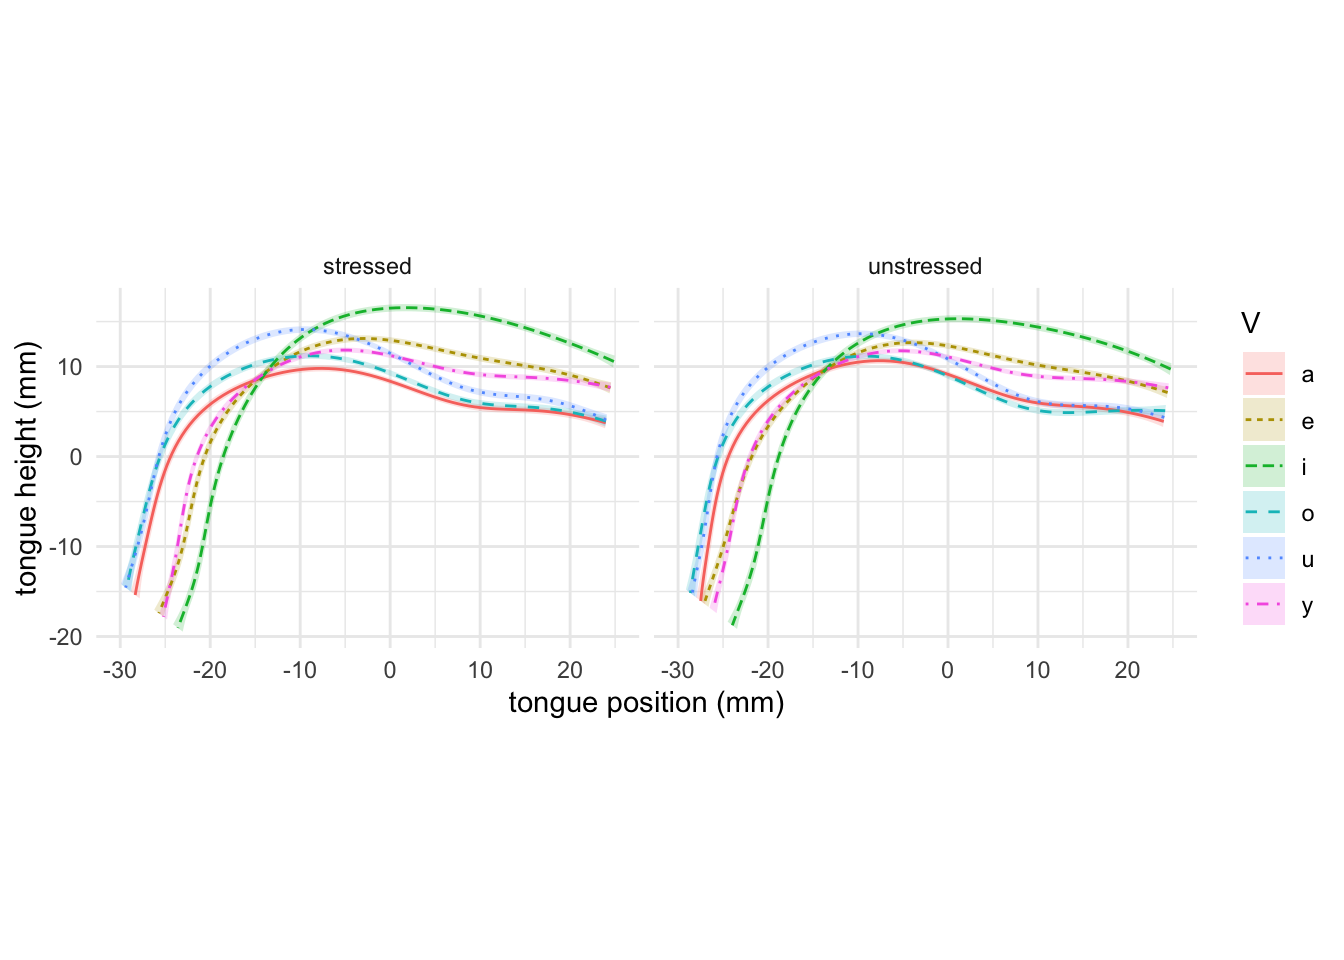 stressed unstressed
tongue height (mm)
10
0
-10
-20
-30 -20 -10 0 10 20 -30 -20 -10 0 10 20
tongue position (mm)
V
a
e
i
o
u
y